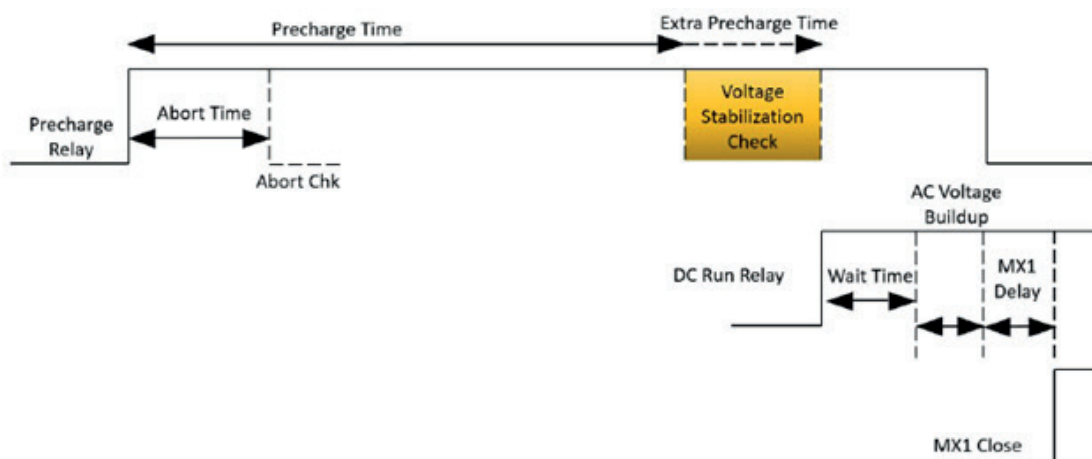 Precharge Time
Extra Precharge Time
Precharge
Relay
Abort Time
Abort Chk
Voltage
Stabilization
Check
AC Voltage
Buildup
DC Run Relay
Wait Time
MX1
Delay
MX1 Close